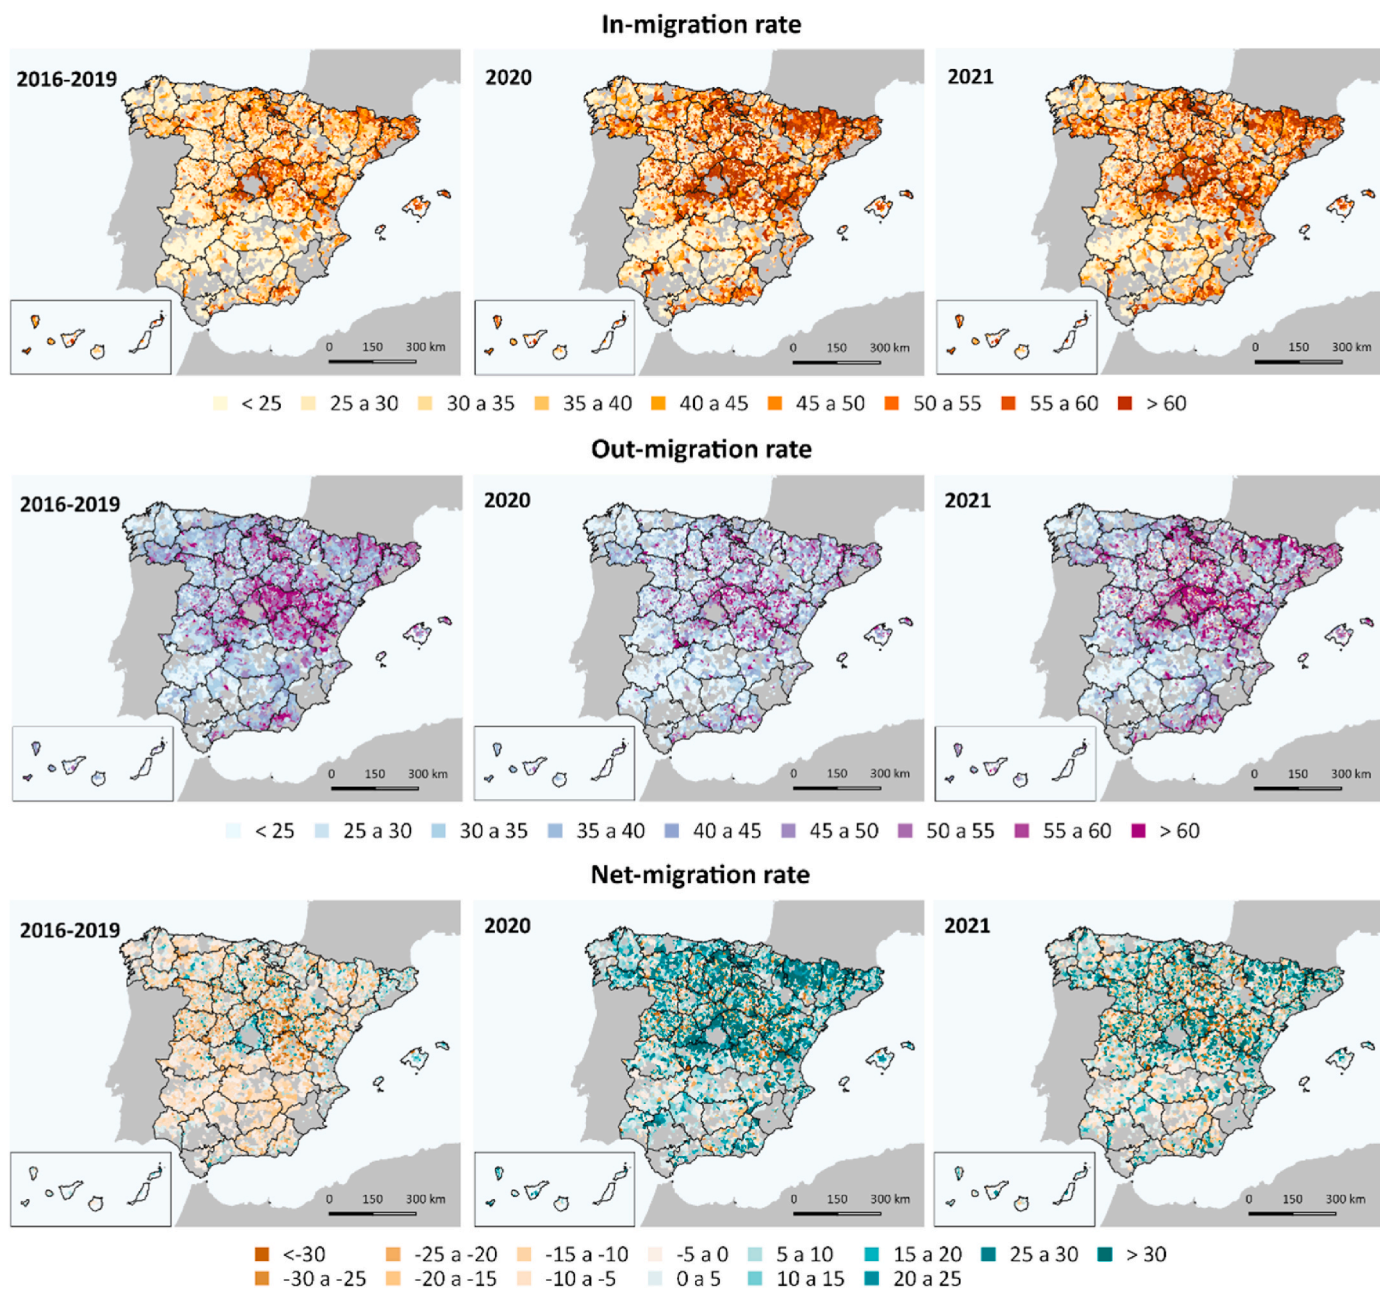 In-migration rate
2016-2019
2020
2021
0 150 300 km
0 150 300 km
0 150 300 km
< 25 25 a 30 30 a 35 35 a 40 40 a 45 45 a 50 50 a 55 55 a 60 > 60
Out-migration rate
2016-2019
2020
2021
0 150 300 km
0 150 300 km
0 150 300 km
< 25 25 a 30 30 a 35 35 a 40 40 a 45 45 a 50 50 a 55 55 a 60 > 60
Net-migration rate
2016-2019
2020
2021
0 150 300 km
0 150 300 km
0 150 300 km
<-30 -25 a -20 -15 a -10 -5 a 0 5 a 10 15 a 20 25 a 30 > 30
-30 a -25 -20 a -15 -10 a -5 0 a 5 10 a 15 20 a 25